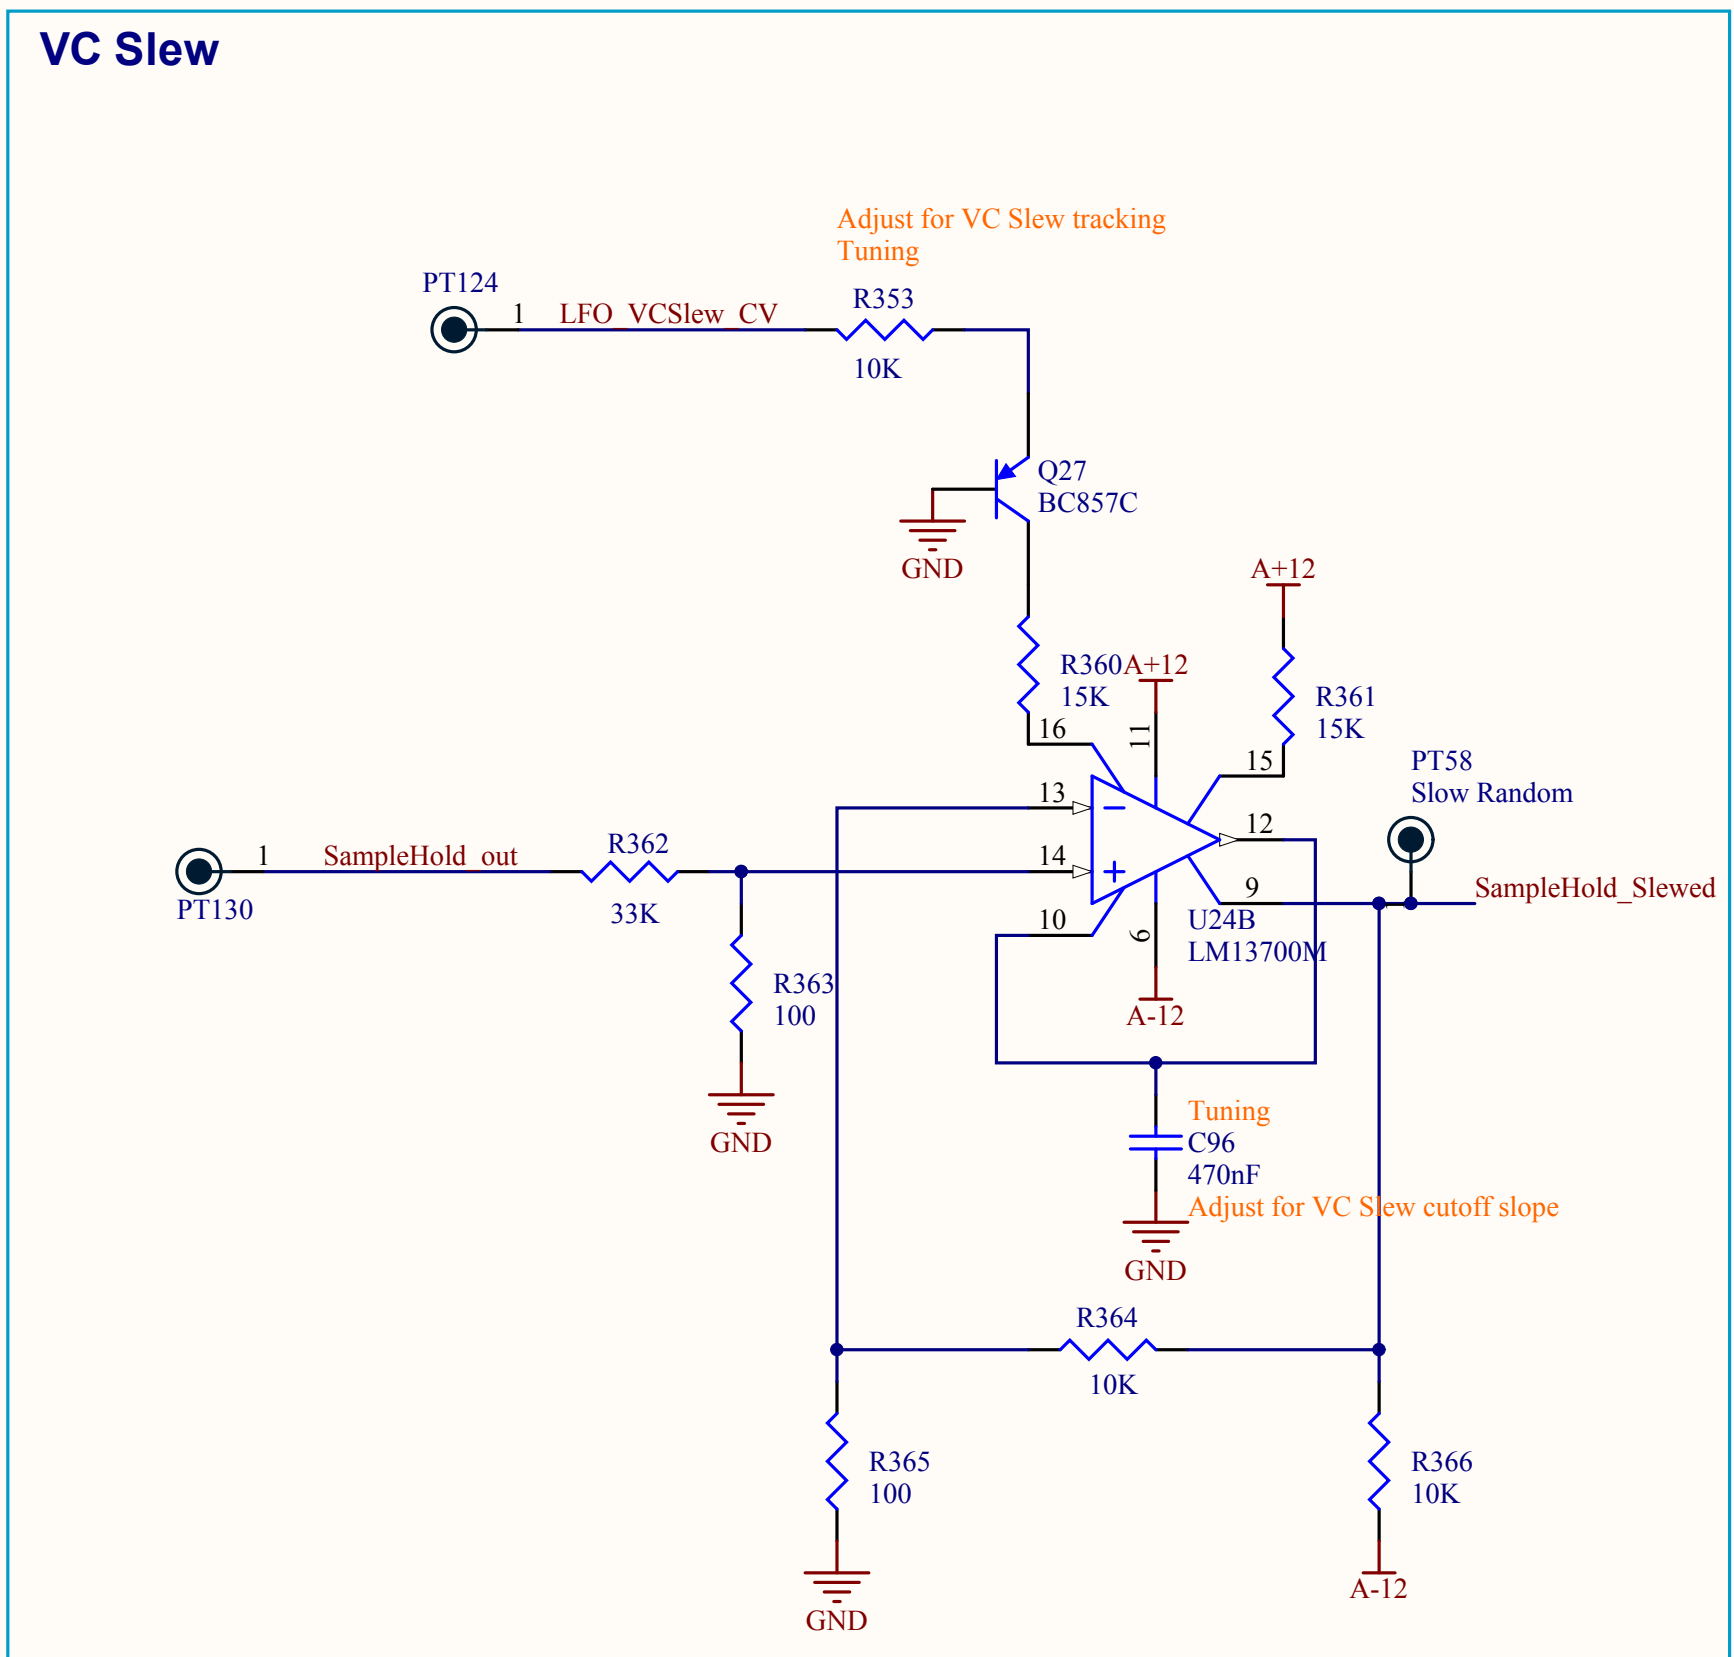 VC Slew
Adjust for VC Slew tracking
Tuning
PT124
1
LFO_VCSlew_CV
R353
10K
Q27
BC857C
GND
A+12
R360
15K
A+12
R361
15K
16
11
15
PT58
Slow Random
13
12
PT130
1
SampleHold_out
R362
33K
14
9
SampleHold_Slewed
10
6
U24B
LM13700M
R363
100
A-12
GND
Tuning
C96
470nF
Adjust for VC Slew cutoff slope
GND
R364
10K
R365
100
R366
10K
GND
A-12